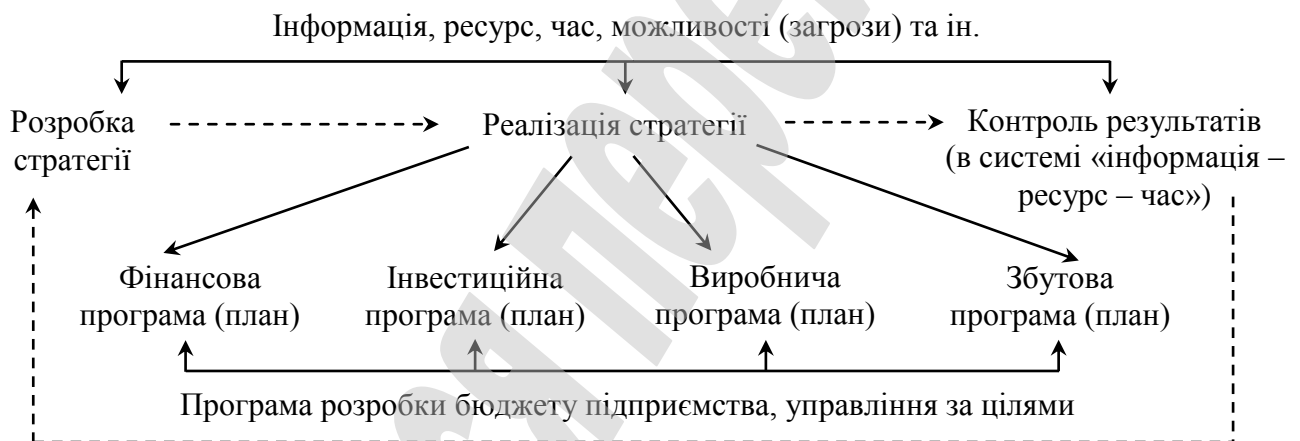 Інформація, ресурс, час, можливості (загрози) та ін.
Розробка
стратегії
Реалізація стратегії
Контроль результатів
(в системі «інформація –
ресурс – час»)
Фінансова
програма (план)
Інвестиційна
програма (план)
Виробнича
програма (план)
Збутова
програма (план)
Програма розробки бюджету підприємства, управління за цілями